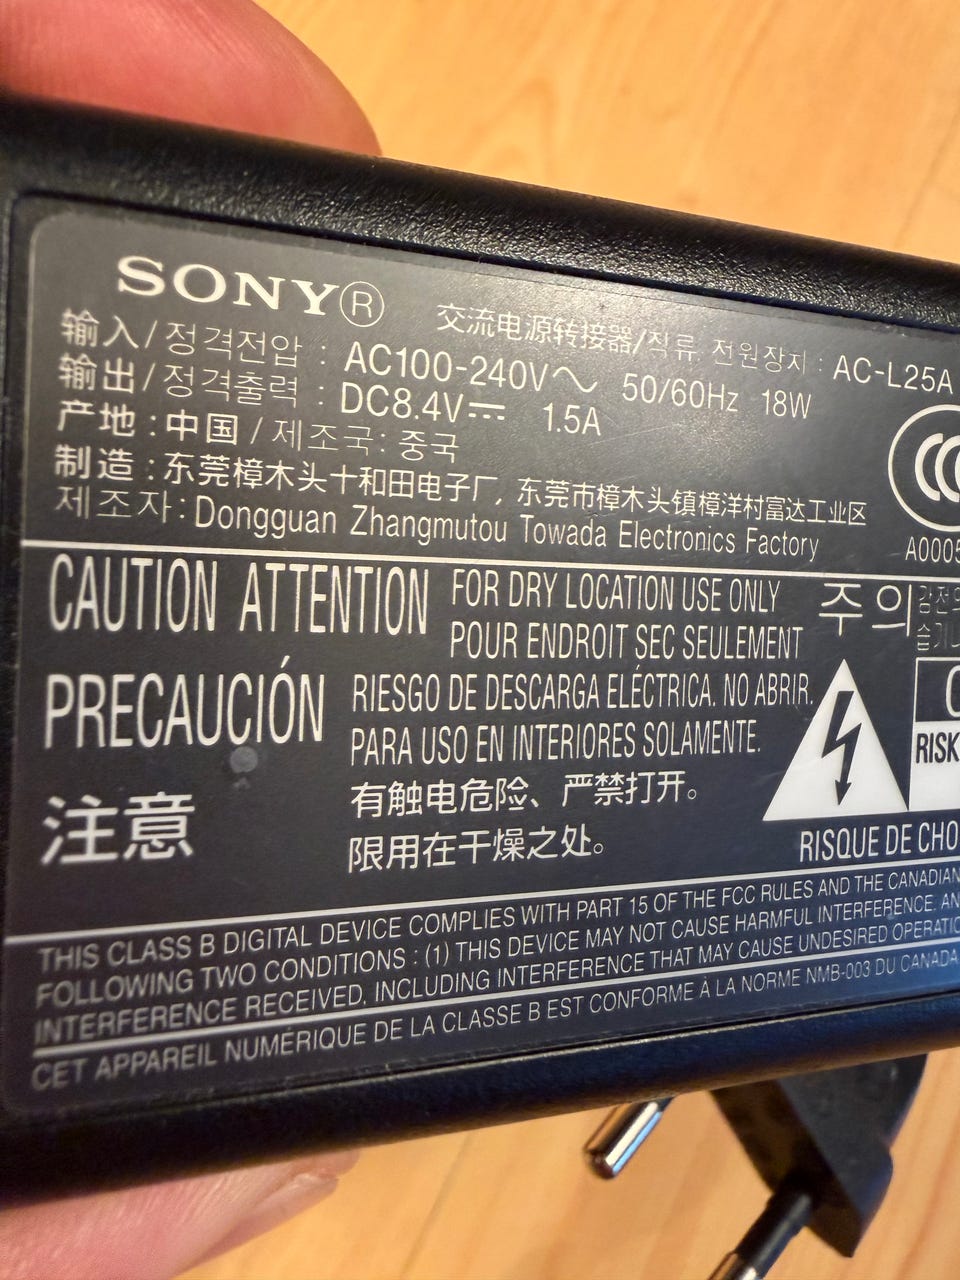 SONY®
交流电源转接器/직류 전원장치 : AC-L25A
输入/정격전압 : AC100-240V～ 50/60Hz 18W
输出/정격출력 : DC8.4V⎓ 1.5A
产地 : 中国 / 제조국: 중국
制造 : 东莞樟木头十和田电子厂, 东莞市樟木头镇樟洋村富达工业区
제조자: Dongguan Zhangmutou Towada Electronics Factory
CCC
A0005
CAUTION ATTENTION FOR DRY LOCATION USE ONLY
POUR ENDROIT SEC SEULEMENT
주 의
감전의
습기나
PRECAUCIÓN RIESGO DE DESCARGA ELÉCTRICA. NO ABRIR.
PARA USO EN INTERIORES SOLAMENTE.
RISK
注意 有触电危险、严禁打开。
限用在干燥之处。
RISQUE DE CHO
THIS CLASS B DIGITAL DEVICE COMPLIES WITH PART 15 OF THE FCC RULES AND THE CANADIAN
FOLLOWING TWO CONDITIONS : (1) THIS DEVICE MAY NOT CAUSE HARMFUL INTERFERENCE. AN
INTERFERENCE RECEIVED, INCLUDING INTERFERENCE THAT MAY CAUSE UNDESIRED OPERATIO
CET APPAREIL NUMÉRIQUE DE LA CLASSE B EST CONFORME À LA NORME NMB-003 DU CANADA.